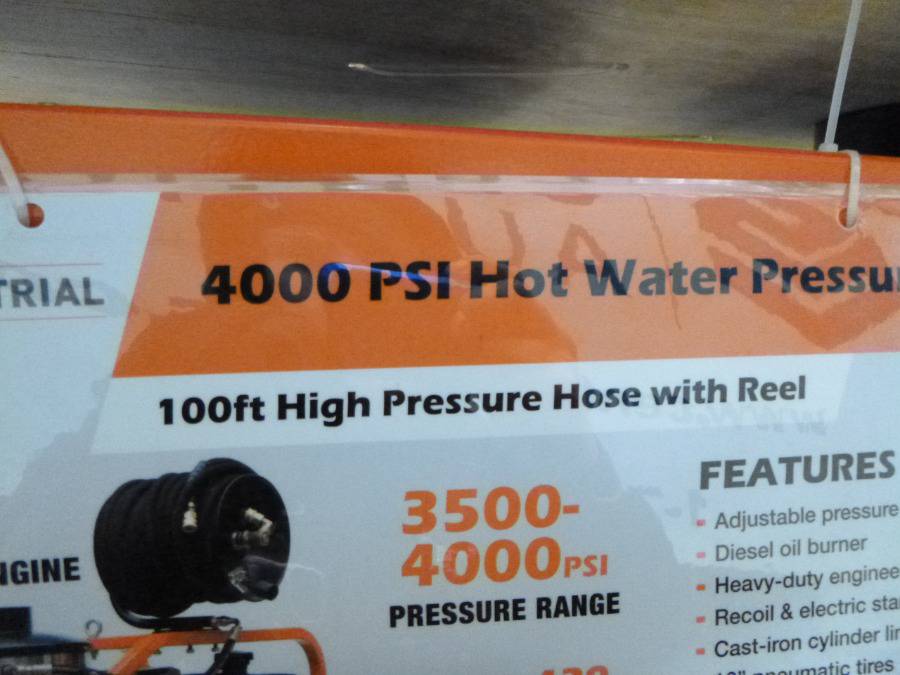 TRIAL
4000 PSI Hot Water Pressu
100ft High Pressure Hose with Reel
NGINE
3500-
4000PSI
PRESSURE RANGE
FEATURES
- Adjustable pressure
- Diesel oil burner
- Heavy-duty enginee
- Recoil & electric sta
- Cast-iron cylinder lin
pneumatic tires